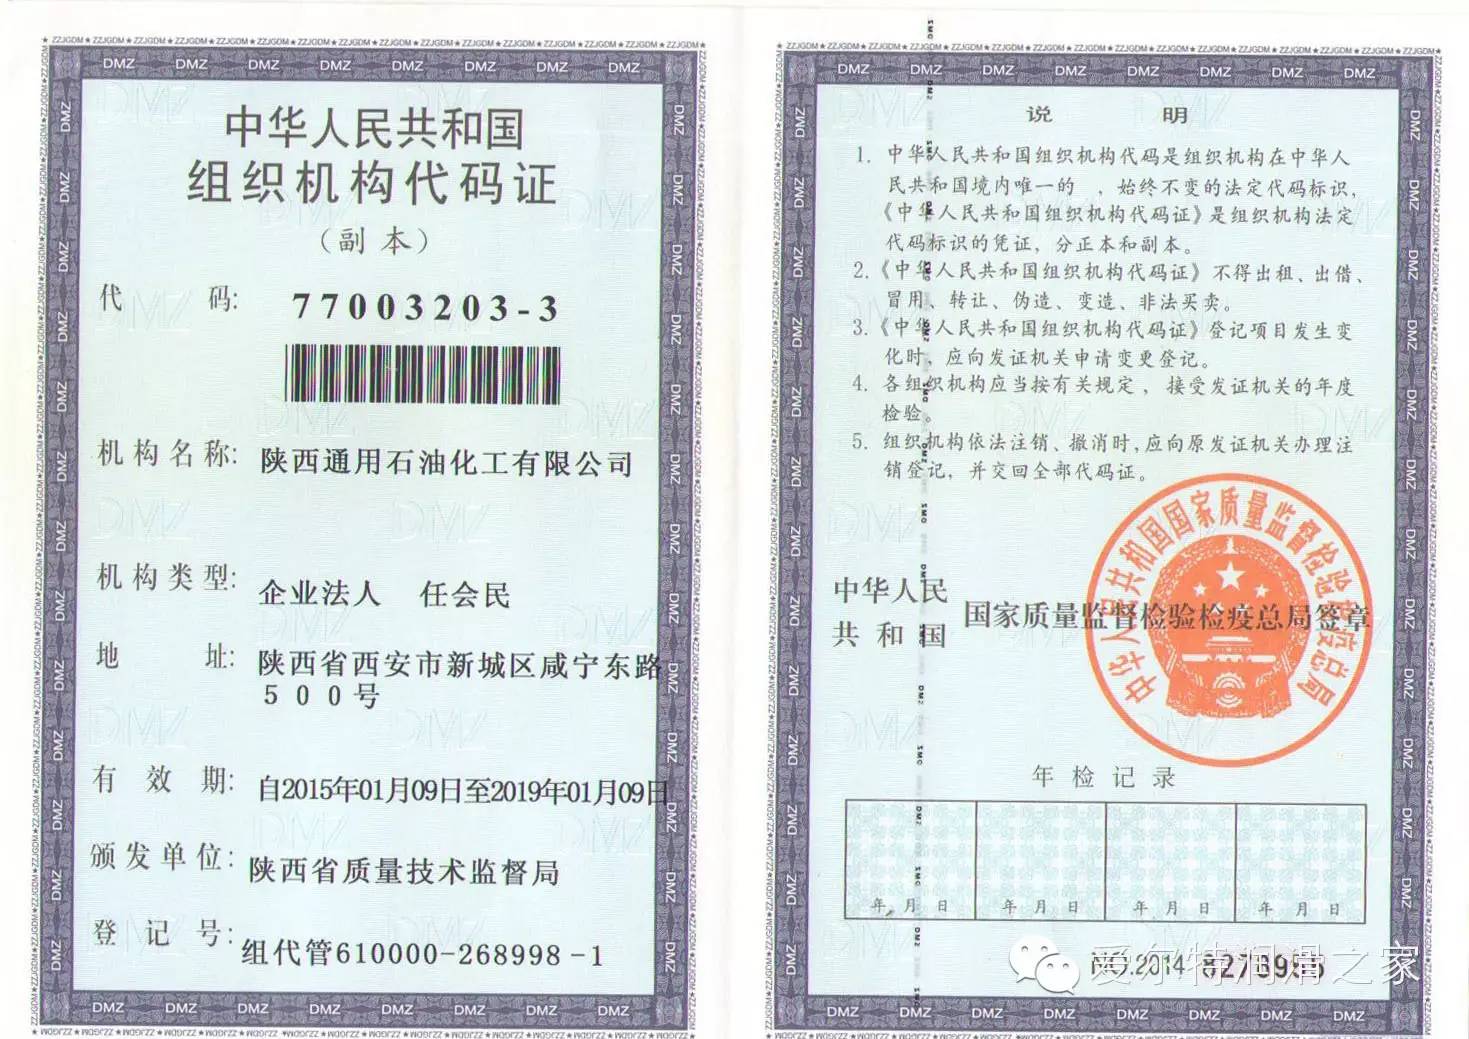 中华人民共和国
组织机构代码证
（副本）
代 码: 77003203-3
机构名称: 陕西通用石油化工有限公司
机构类型: 企业法人 任会民
地 址: 陕西省西安市新城区咸宁东路
５００号
有 效 期: 自2015年01月09日至2019年01月09日
颁发单位: 陕西省质量技术监督局
登 记 号: 组代管610000-268998-1
说 明
1. 中华人民共和国组织机构代码是组织机构在中华人
民共和国境内唯一的 ，始终不变的法定代码标识，
《中华人民共和国组织机构代码证》是组织机构法定
代码标识的凭证，分正本和副本。
2.《中华人民共和国组织机构代码证》不得出租、出借、
冒用、转让、伪造、变造、非法买卖。
3.《中华人民共和国组织机构代码证》登记项目发生变
化时，应向发证机关申请变更登记。
4. 各组织机构应当按有关规定，接受发证机关的年度
检验。
5. 组织机构依法注销、撤消时,应向原发证机关办理注
销登记，并交回全部代码证。
中华人民
共和国 国家质量监督检验检疫总局签章
中华人民共和国国家质量监督检验检疫总局
年检记录
年 月 日 年 月 日 年 月 日 年 月 日
NO.2014
爱尔特润滑之家